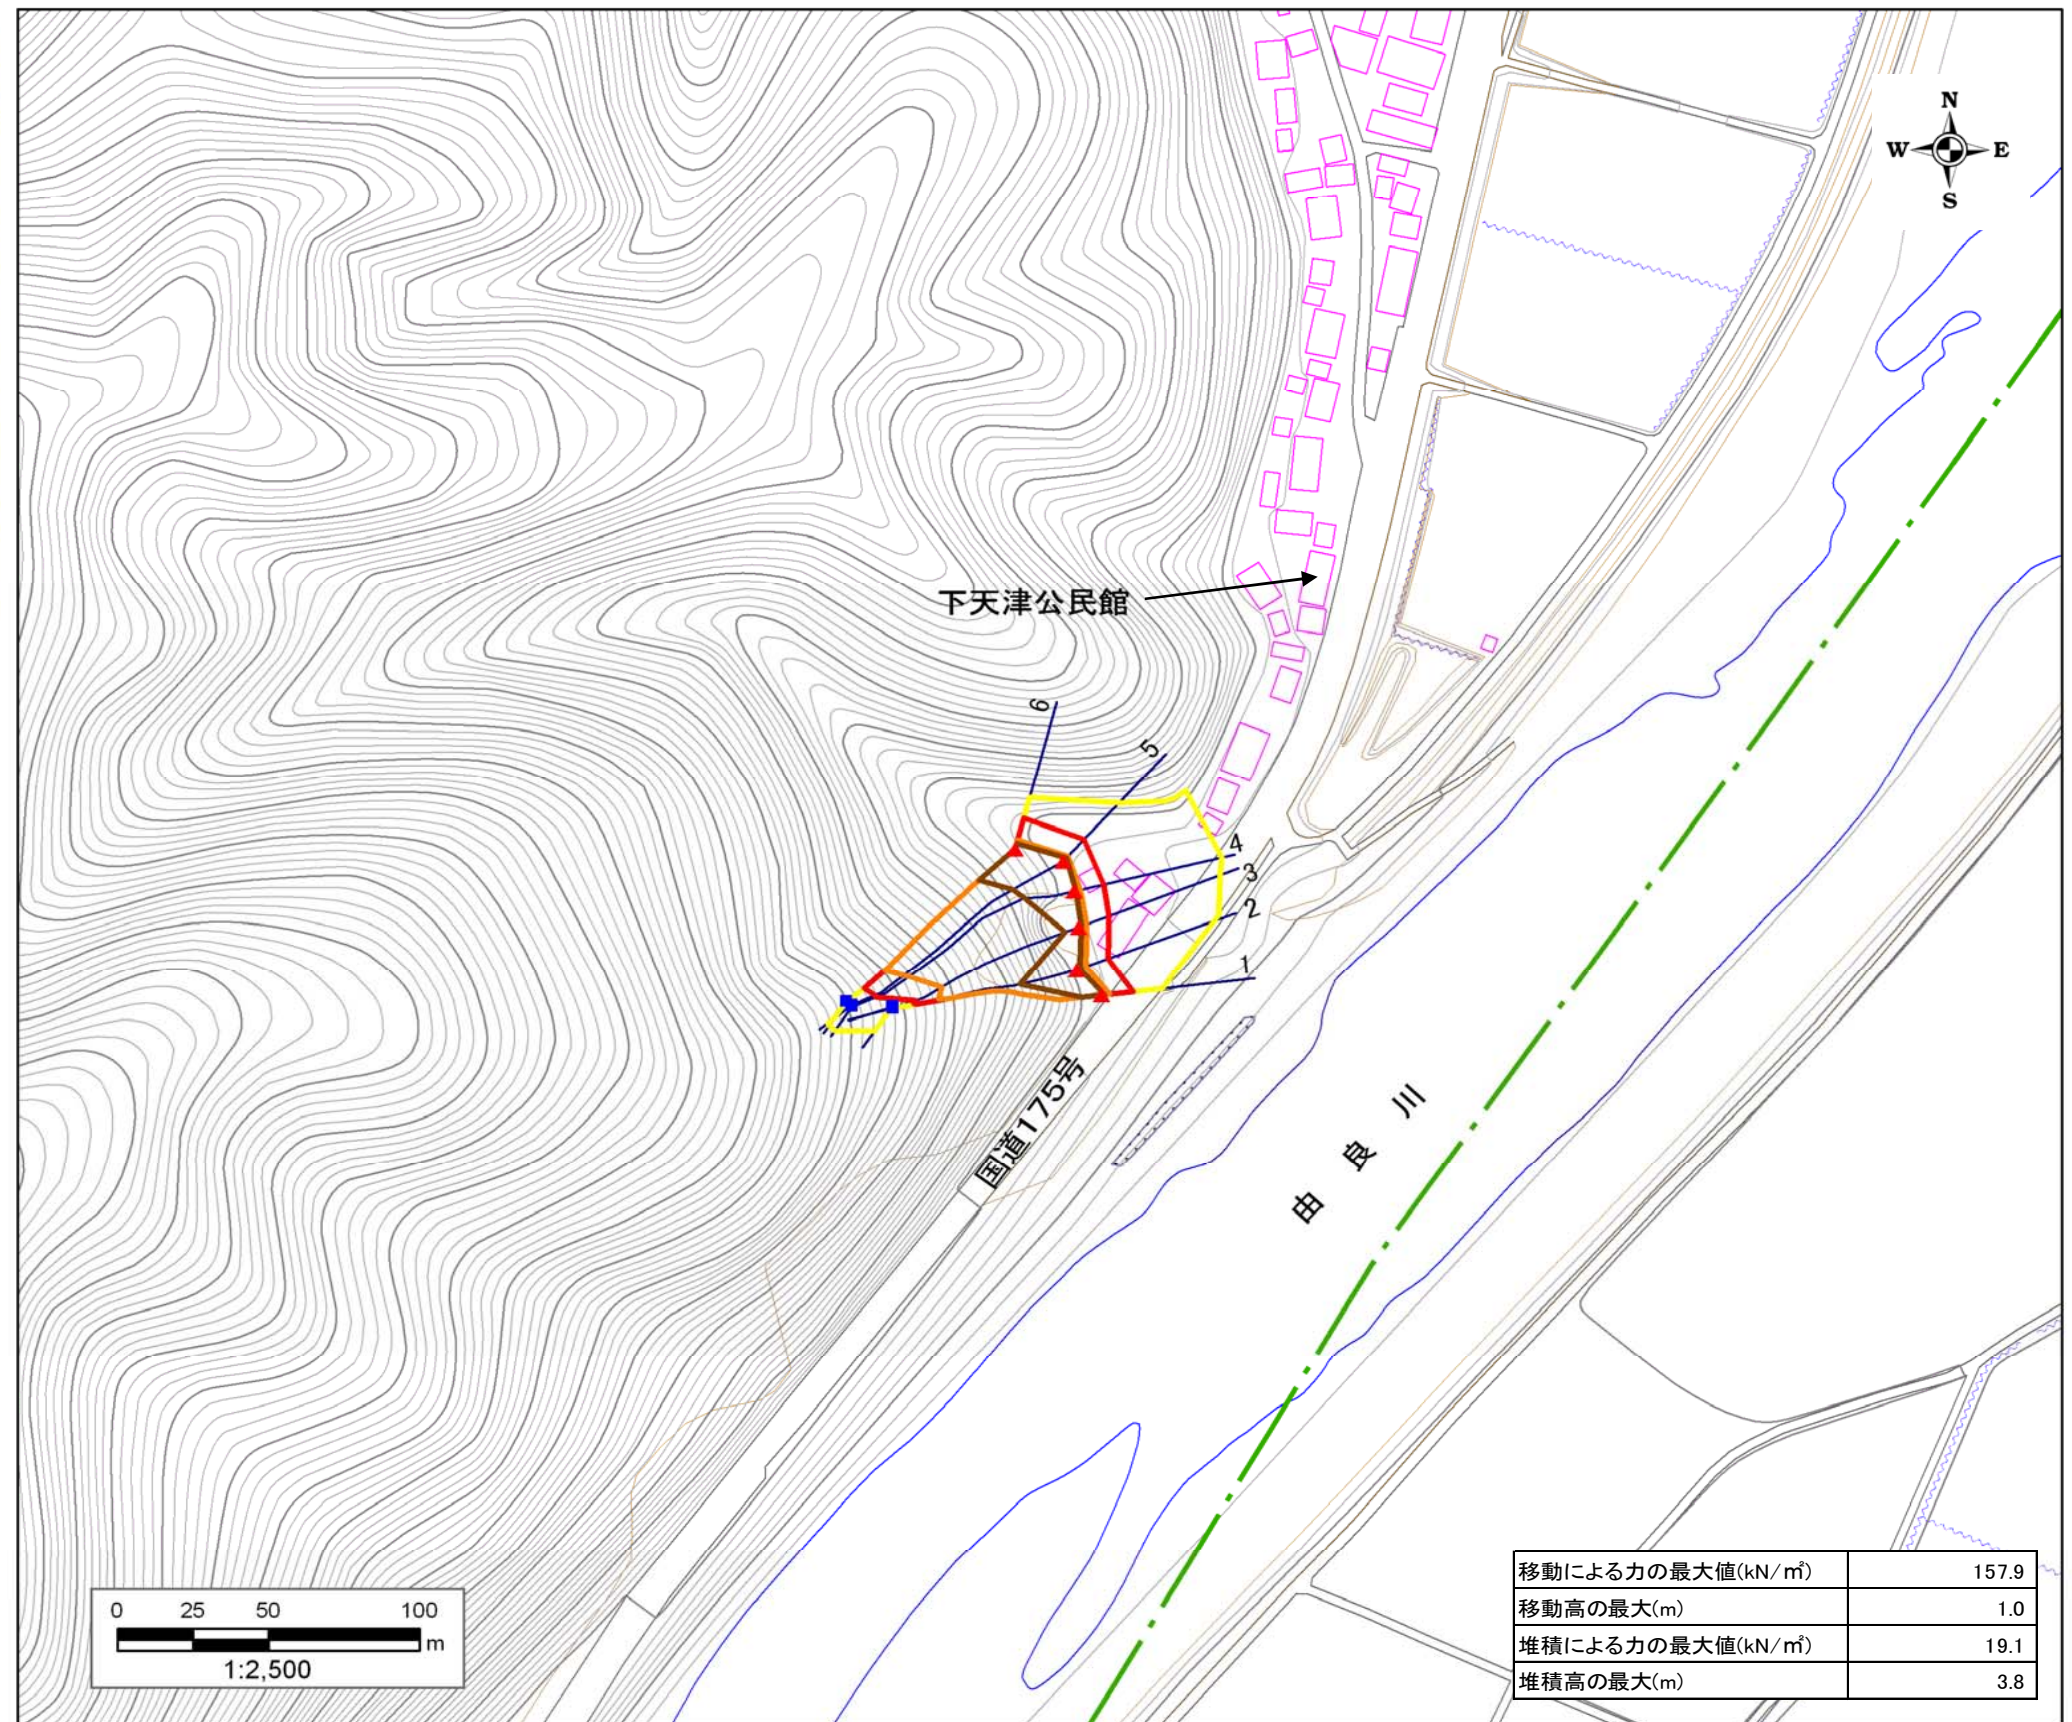 N
W E
S
下天津公民館
6
5
4
3
2
1
国道175号
由良川
0 25 50 100
m
1:2,500
移動による力の最大値(kN/㎡) 157.9
移動高の最大(m) 1.0
堆積による力の最大値(kN/㎡) 19.1
堆積高の最大(m) 3.8